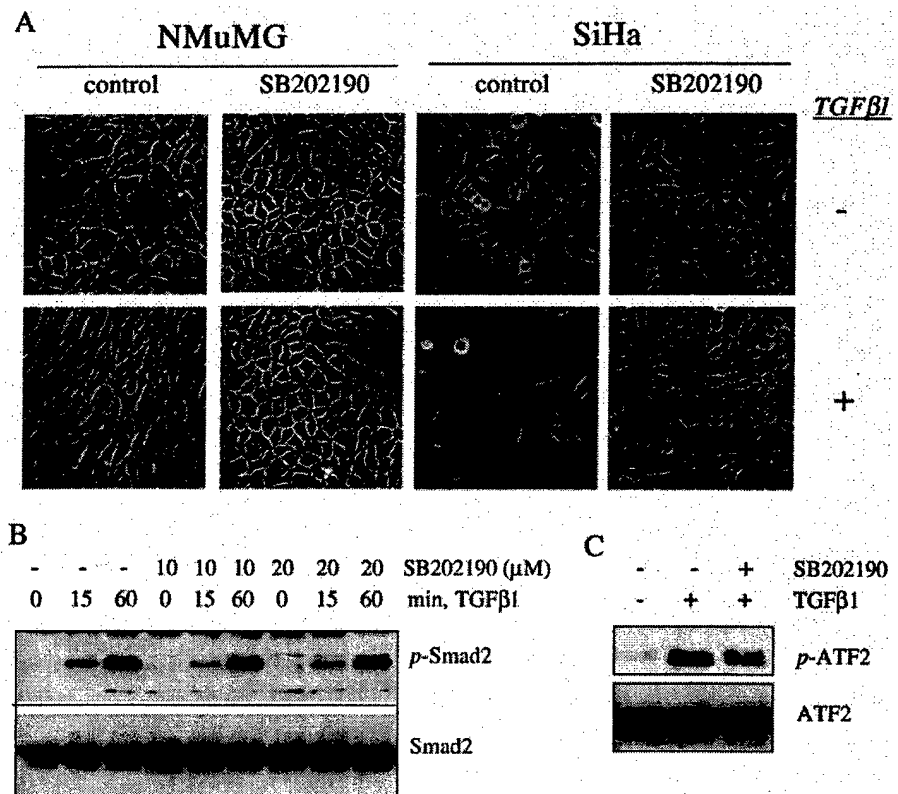 A
NMuMG SiHa
control SB202190 control SB202190
TGFβ1
-
+
B
- - - 10 10 10 20 20 20 SB202190 (µM)
0 15 60 0 15 60 0 15 60 min, TGFβ1
p-Smad2
Smad2
C
- - + SB202190
- + + TGFβ1
p-ATF2
ATF2